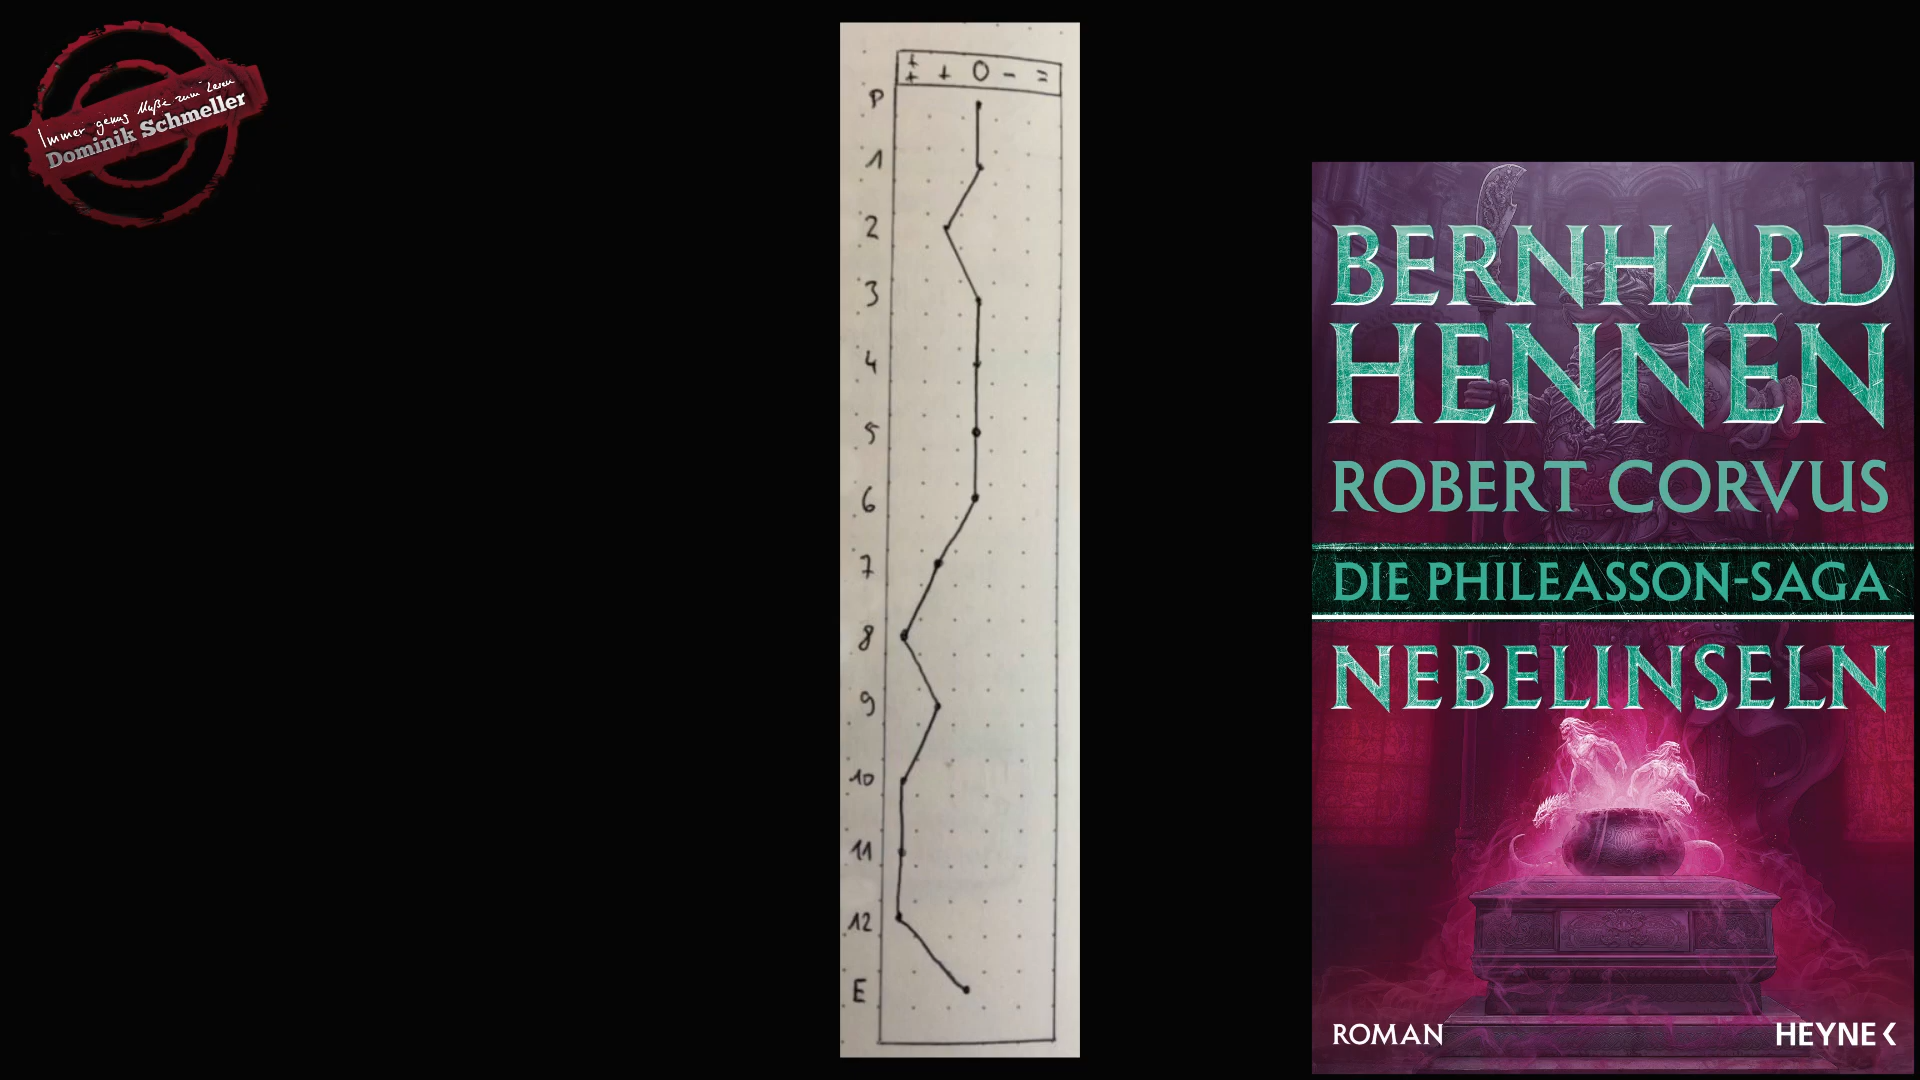 Immer genug Muße zum Lesen
Dominik Schmeller
++ + 0 - =
P
1
2
3
4
5
6
7
8
9
10
11
12
E
BERNHARD
HENNEN
ROBERT CORVUS
DIE PHILEASSON-SAGA
NEBELINSELN
ROMAN HEYNE